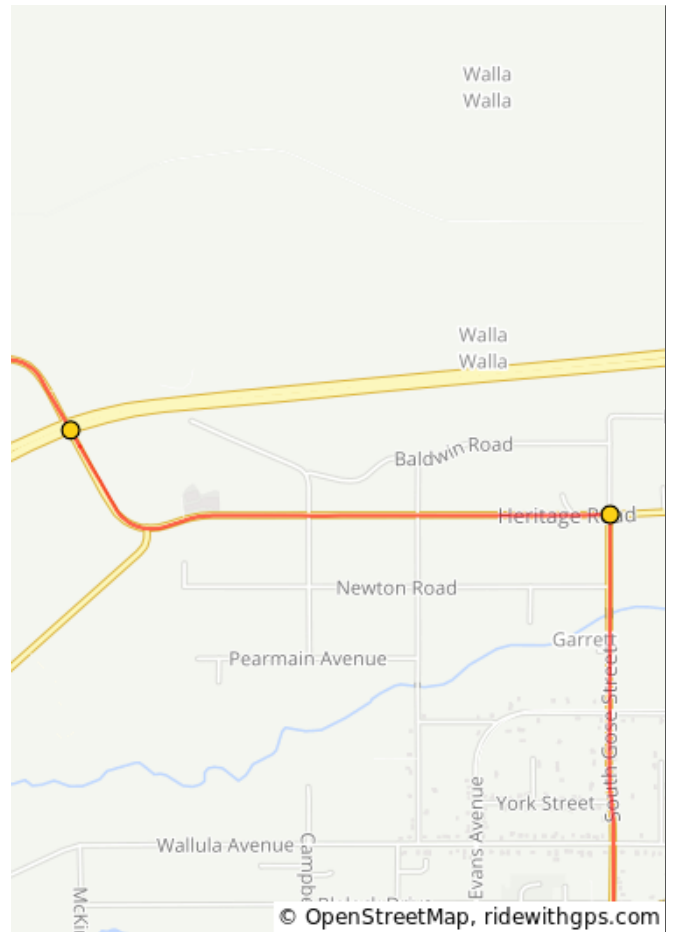 Walla
Walla
Walla
Walla
Baldwin Road
Heritage Road
Newton Road
Garrett
Pearmain Avenue
South Gose Street
York Street
Evans Avenue
Wallula Avenue
© OpenStreetMap, ridewithgps.com